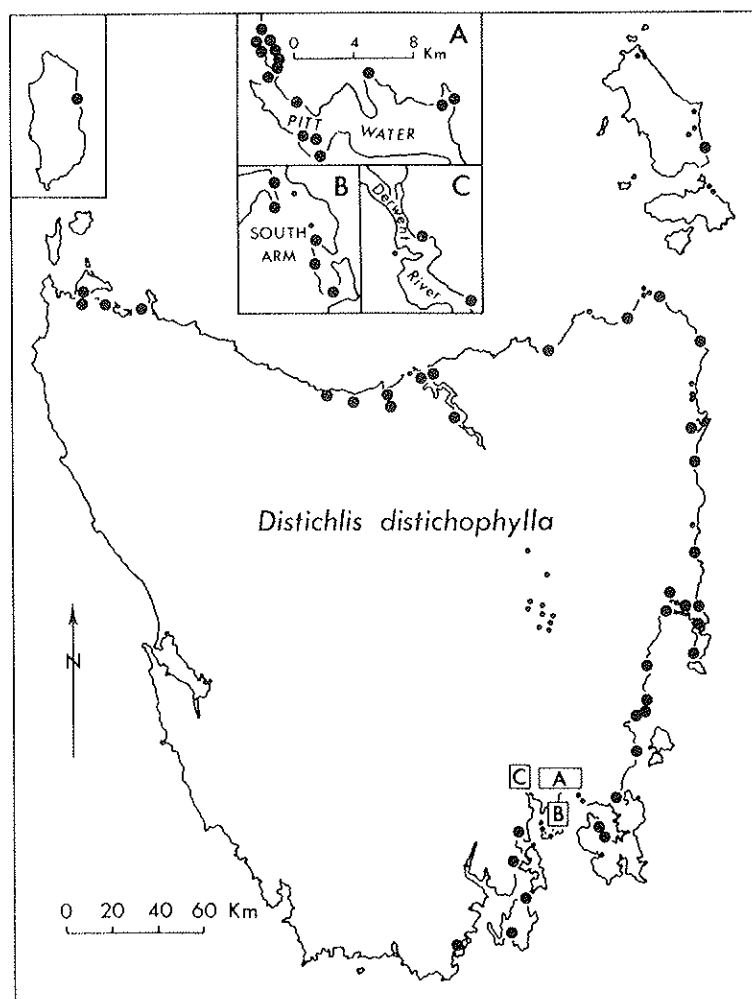 A
0 4 8
Km
PITT
WATER
B
SOUTH
ARM
C
Derwent
River
Distichlis distichophylla
N
C
A
B
0 20 40 60 Km